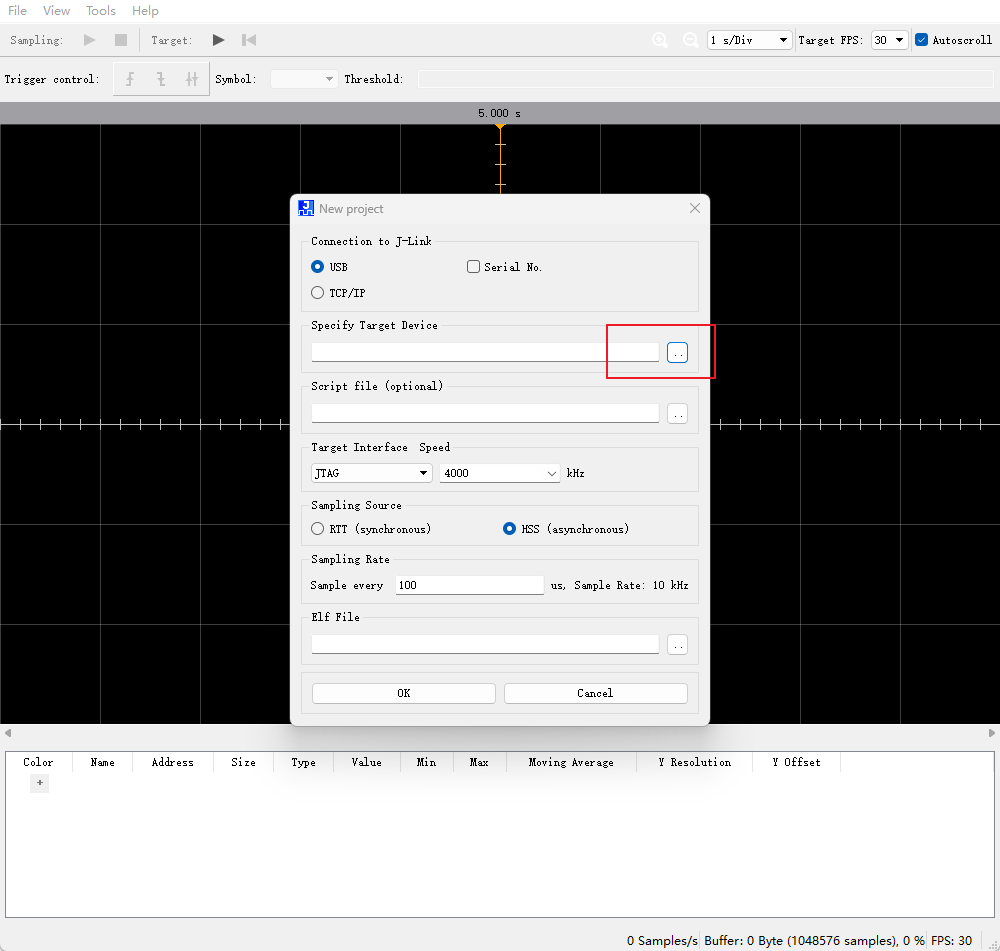 File View Tools Help
Sampling: Target: 1 s/Div Target FPS: 30 Autoscroll
Trigger control: Symbol: Threshold:
5.000 s
New project
Connection to J-Link
USB Serial No.
TCP/IP
Specify Target Device
..
Script file (optional)
..
Target Interface Speed
JTAG 4000 kHz
Sampling Source
RTT (synchronous) HSS (asynchronous)
Sampling Rate
Sample every 100 us, Sample Rate: 10 kHz
Elf File
..
OK Cancel
Color Name Address Size Type Value Min Max Moving Average Y Resolution Y Offset
+
0 Samples/s Buffer: 0 Byte (1048576 samples), 0 % FPS: 30